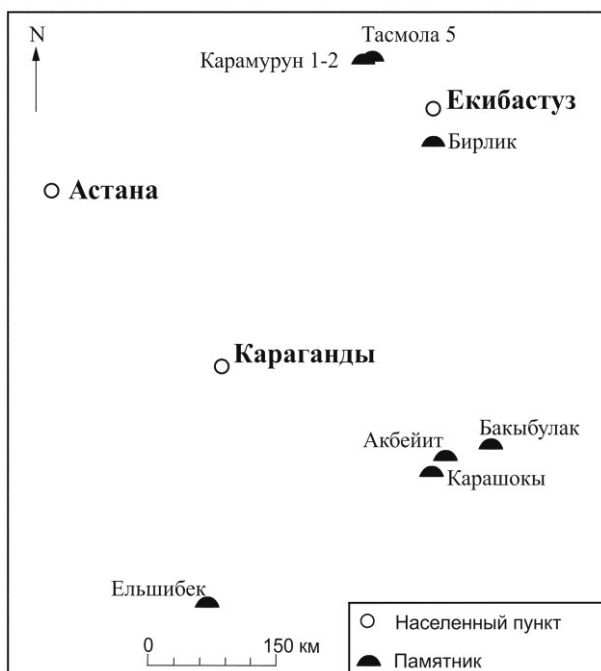 N
Тасмола 5
Карамурун 1-2
Екибастуз
Бирлик
Астана
Караганды
Бакыбулак
Акбейит
Карашокы
Ельшибек
0 150 км
Населенный пункт
Памятник